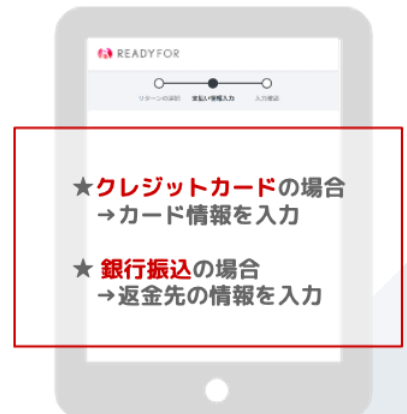 READYFOR
リターンの選択 支払い情報入力 入力確認
★クレジットカードの場合
→カード情報を入力
★ 銀行振込の場合
→返金先の情報を入力